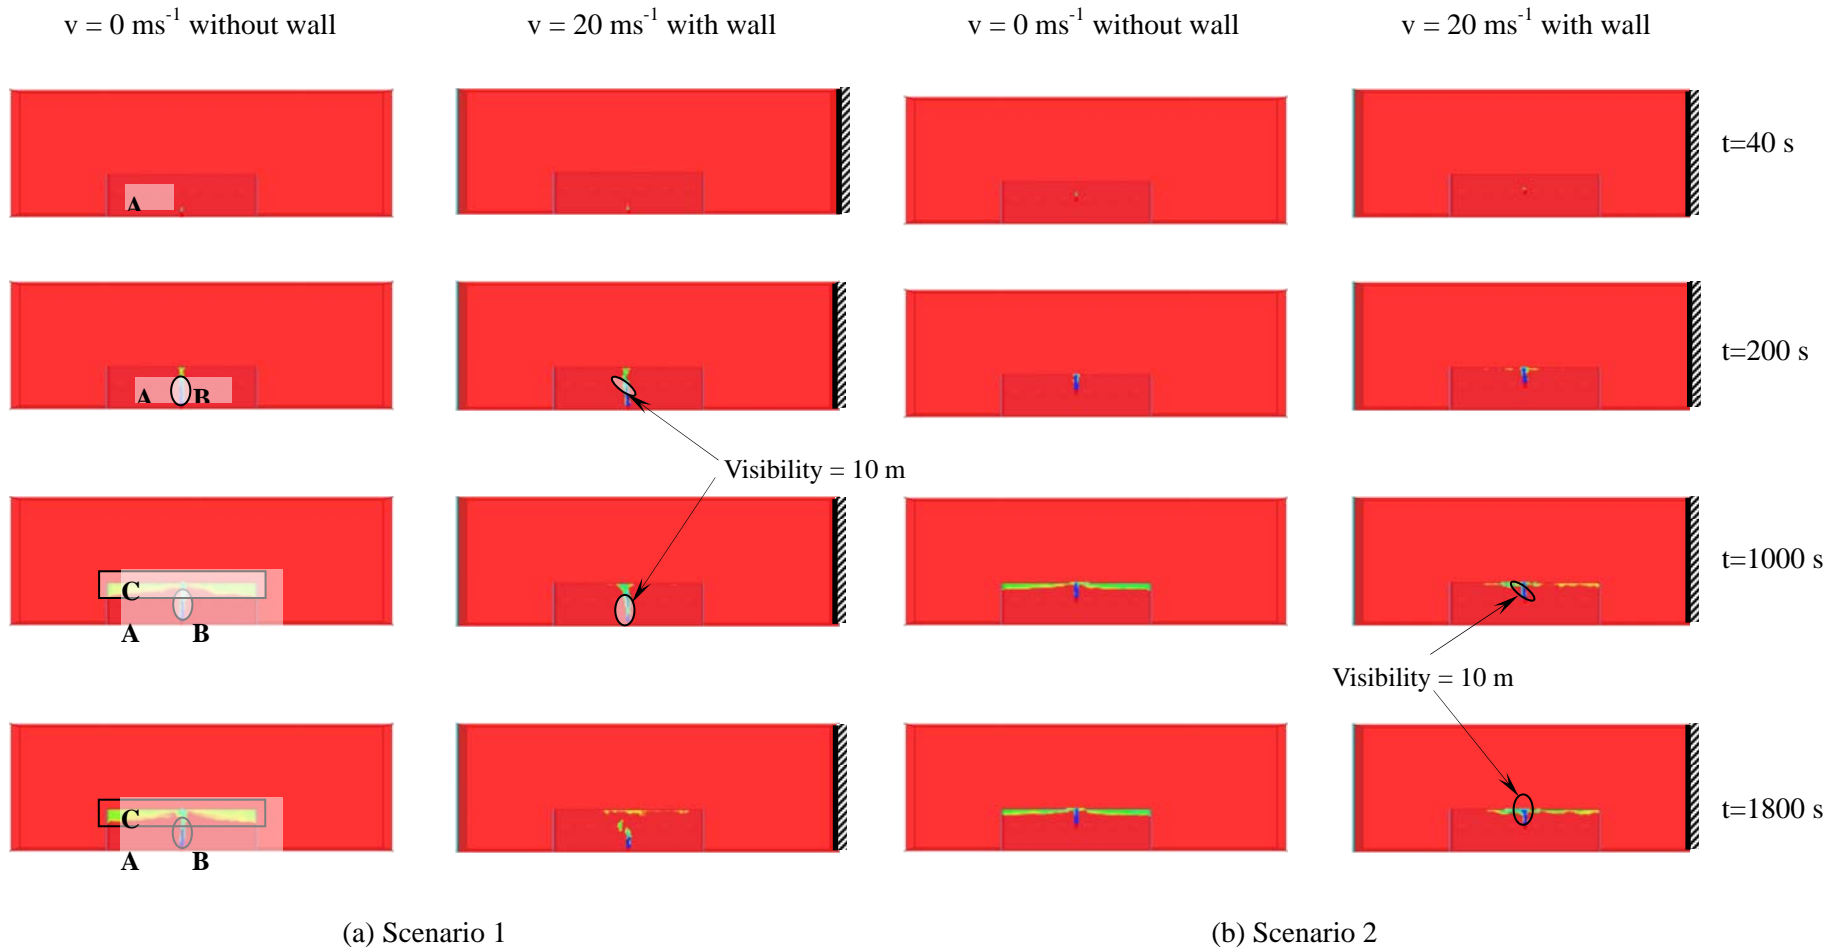 v = 0 ms⁻¹ without wall
v = 20 ms⁻¹ with wall
v = 0 ms⁻¹ without wall
v = 20 ms⁻¹ with wall
A
t=40 s
A B
t=200 s
Visibility = 10 m
C
A B
t=1000 s
Visibility = 10 m
C
A B
t=1800 s
(a) Scenario 1
(b) Scenario 2